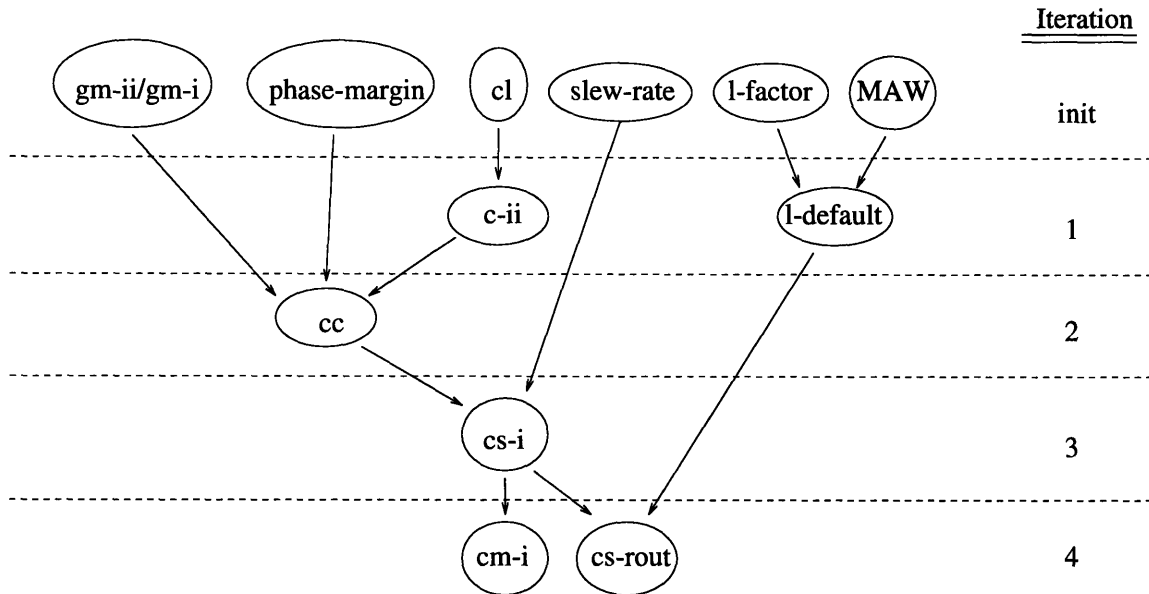 Iteration
gm-ii/gm-i phase-margin cl slew-rate l-factor MAW init
c-ii l-default 1
cc 2
cs-i 3
cm-i cs-rout 4